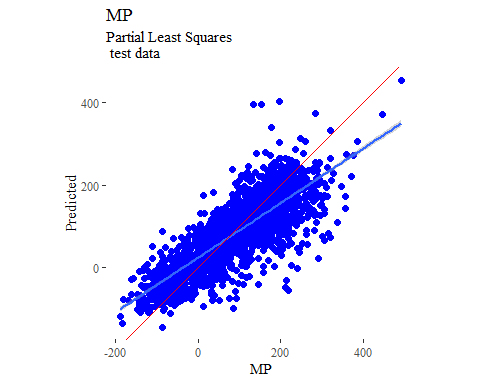 MP
Partial Least Squares
test data
400
200
0
Predicted
-200
0
200
400
MP